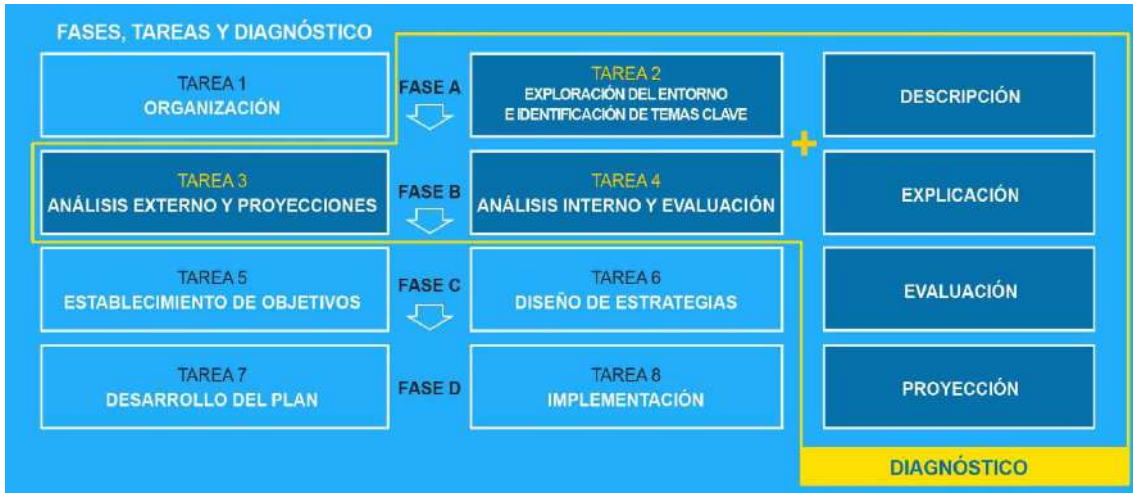 FASES, TAREAS Y DIAGNÓSTICO
TAREA 1
ORGANIZACIÓN
FASE A
TAREA 2
EXPLORACIÓN DEL ENTORNO
E IDENTIFICACIÓN DE TEMAS CLAVE
DESCRIPCIÓN
+
TAREA 3
ANÁLISIS EXTERNO Y PROYECCIONES
FASE B
TAREA 4
ANÁLISIS INTERNO Y EVALUACIÓN
EXPLICACIÓN
TAREA 5
ESTABLECIMIENTO DE OBJETIVOS
FASE C
TAREA 6
DISEÑO DE ESTRATEGIAS
EVALUACIÓN
TAREA 7
DESARROLLO DEL PLAN
FASE D
TAREA 8
IMPLEMENTACIÓN
PROYECCIÓN
DIAGNÓSTICO